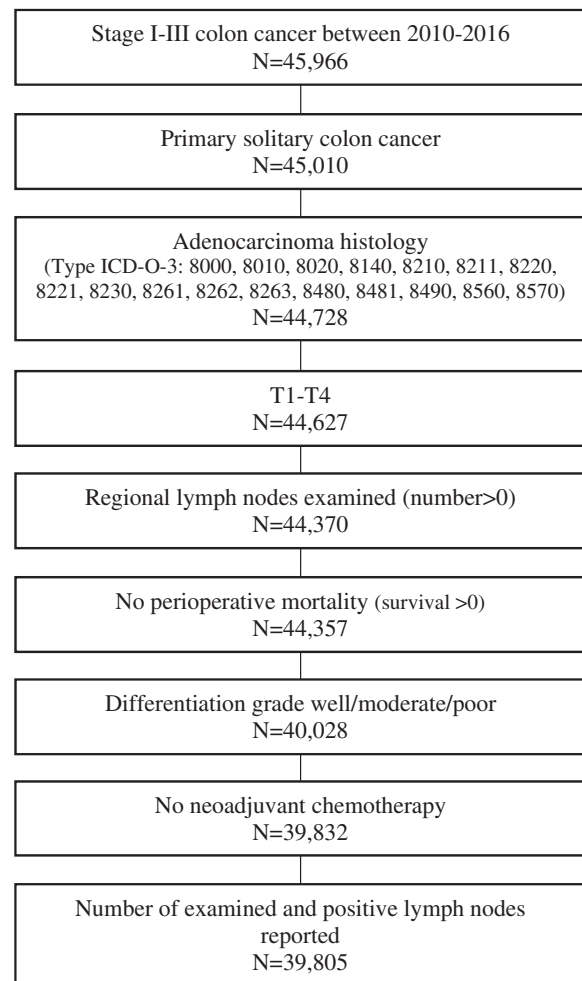 Stage I-III colon cancer between 2010-2016
N=45,966
Primary solitary colon cancer
N=45,010
Adenocarcinoma histology
(Type ICD-O-3: 8000, 8010, 8020, 8140, 8210, 8211, 8220,
8221, 8230, 8261, 8262, 8263, 8480, 8481, 8490, 8560, 8570)
N=44,728
T1-T4
N=44,627
Regional lymph nodes examined (number>0)
N=44,370
No perioperative mortality (survival >0)
N=44,357
Differentiation grade well/moderate/poor
N=40,028
No neoadjuvant chemotherapy
N=39,832
Number of examined and positive lymph nodes
reported
N=39,805